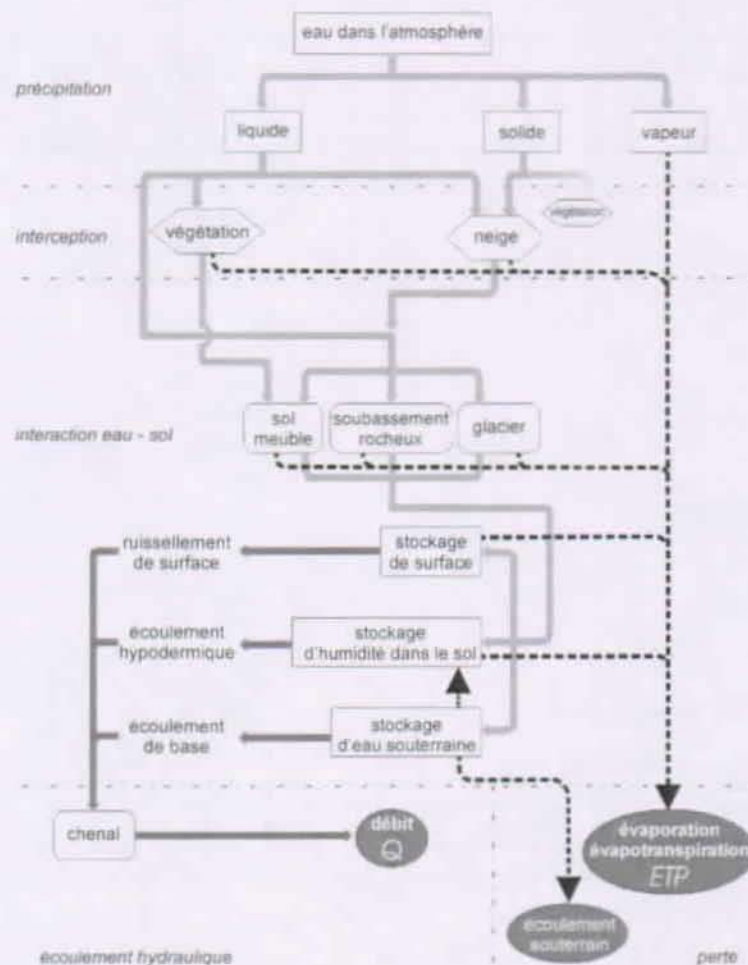 eau dans l'atmosphère
précipitation
liquide
solide
vapeur
végétation
interception
végétation
neige
interaction eau - sol
sol
meuble
soubassement
rocheux
glacier
ruissellement
de surface
stockage
de surface
écoulement
hypodermique
stockage
d'humidité dans le sol
écoulement
de base
stockage
d'eau souterraine
chenal
débit
Q
évaporation
évapotranspiration
ETP
écoulement
souterrain
écoulement hydraulique
perte